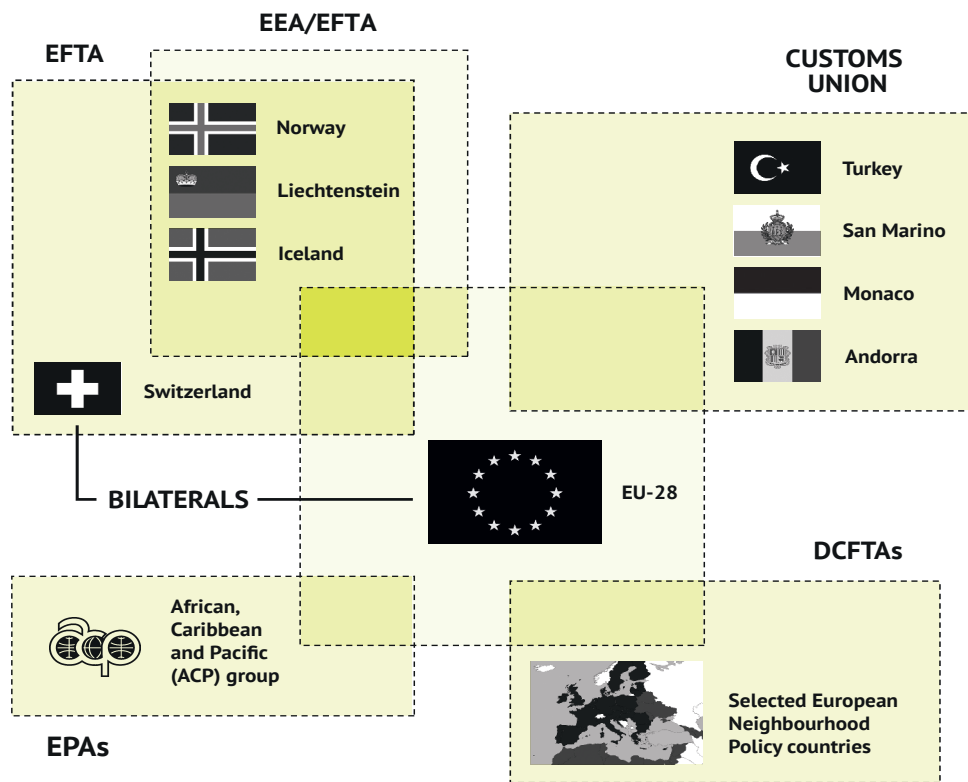 EEA/EFTA
EFTA
CUSTOMS
UNION
Norway
Liechtenstein
Iceland
Turkey
San Marino
Monaco
Andorra
Switzerland
BILATERALS
EU-28
DCFTAs
acp
African,
Caribbean
and Pacific
(ACP) group
Selected European
Neighbourhood
Policy countries
EPAs